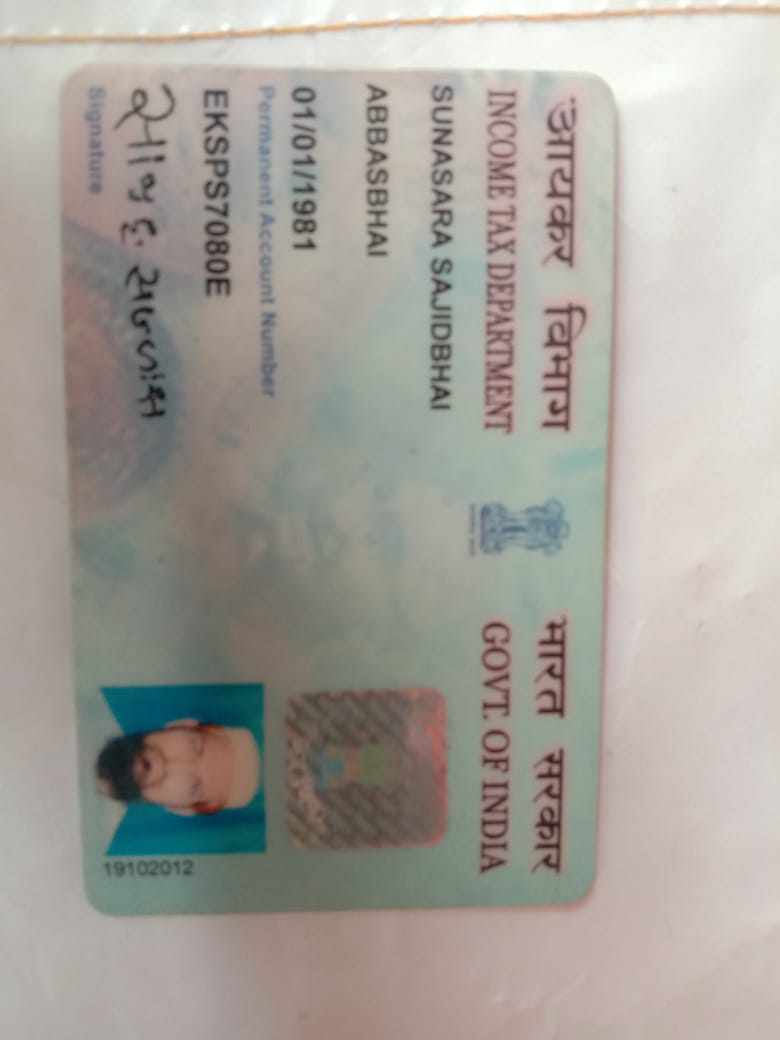 आयकर विभाग
INCOME TAX DEPARTMENT
भारत सरकार
GOVT. OF INDIA
SUNASARA SAJIDBHAI
ABBASBHAI
01/01/1981
Permanent Account Number
EKSPS7080E
Signature
19102012